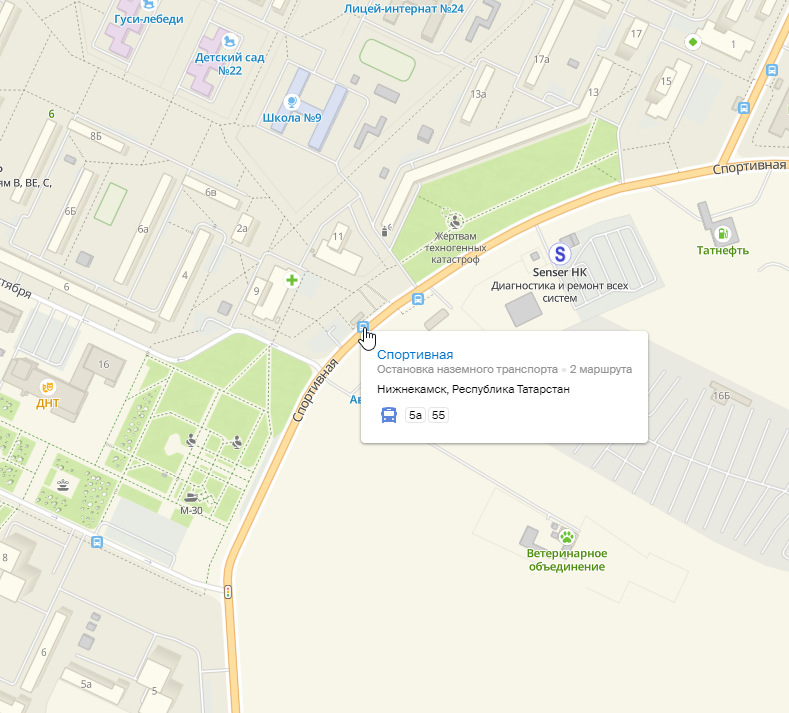 Гуси-лебеди
Лицей-интернат №24
Детский сад
№22
Школа №9
17
1
17а
15
13
13а
6
8Б
ям В, ВЕ, С,
6Б
6а
6в
2а
4
11
9
6
Спортивная
Жертвам
техногенных
катастроф
Татнефть
S
Senser НК
Диагностика и ремонт всех
систем
тября
16
ДНТ
Спортивная
Ав
Спортивная
Остановка наземного транспорта • 2 маршрута
Нижнекамск, Республика Татарстан
5а 55
16Б
М-30
Ветеринарное
объединение
8
6
5а
5